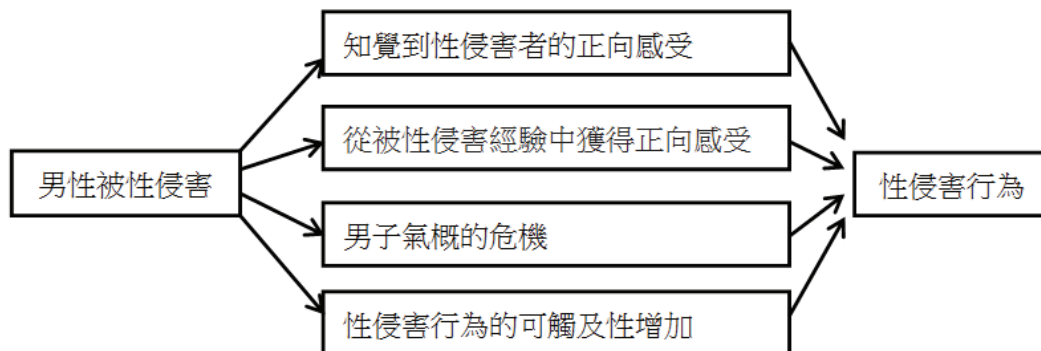 知覺到性侵害者的正向感受
從被性侵害經驗中獲得正向感受
男性被性侵害
性侵害行為
男子氣概的危機
性侵害行為的可觸及性增加